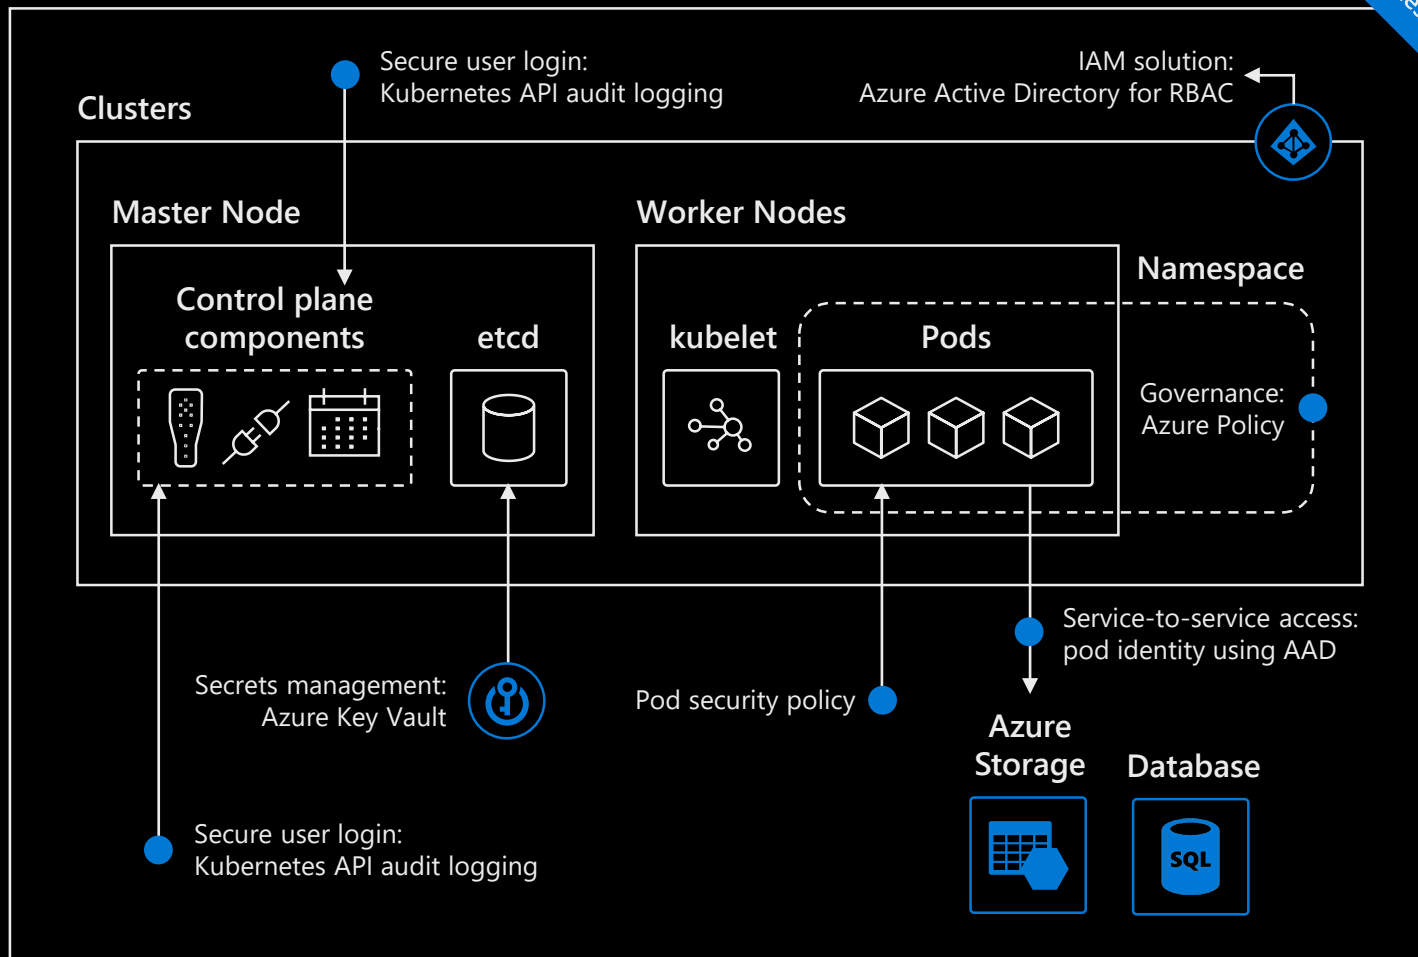 Secure user login:
Kubernetes API audit logging
IAM solution:
Azure Active Directory for RBAC
Clusters
Master Node
Worker Nodes
Namespace
Control plane
components
etcd
kubelet
Pods
Governance:
Azure Policy
Service-to-service access:
pod identity using AAD
Secrets management:
Azure Key Vault
Pod security policy
Azure
Storage
Database
SQL
Secure user login:
Kubernetes API audit logging